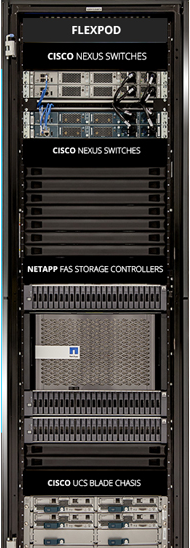 FLEXPOD
CISCO NEXUS SWITCHES
CISCO NEXUS SWITCHES
NETAPP FAS STORAGE CONTROLLERS
CISCO UCS BLADE CHASIS